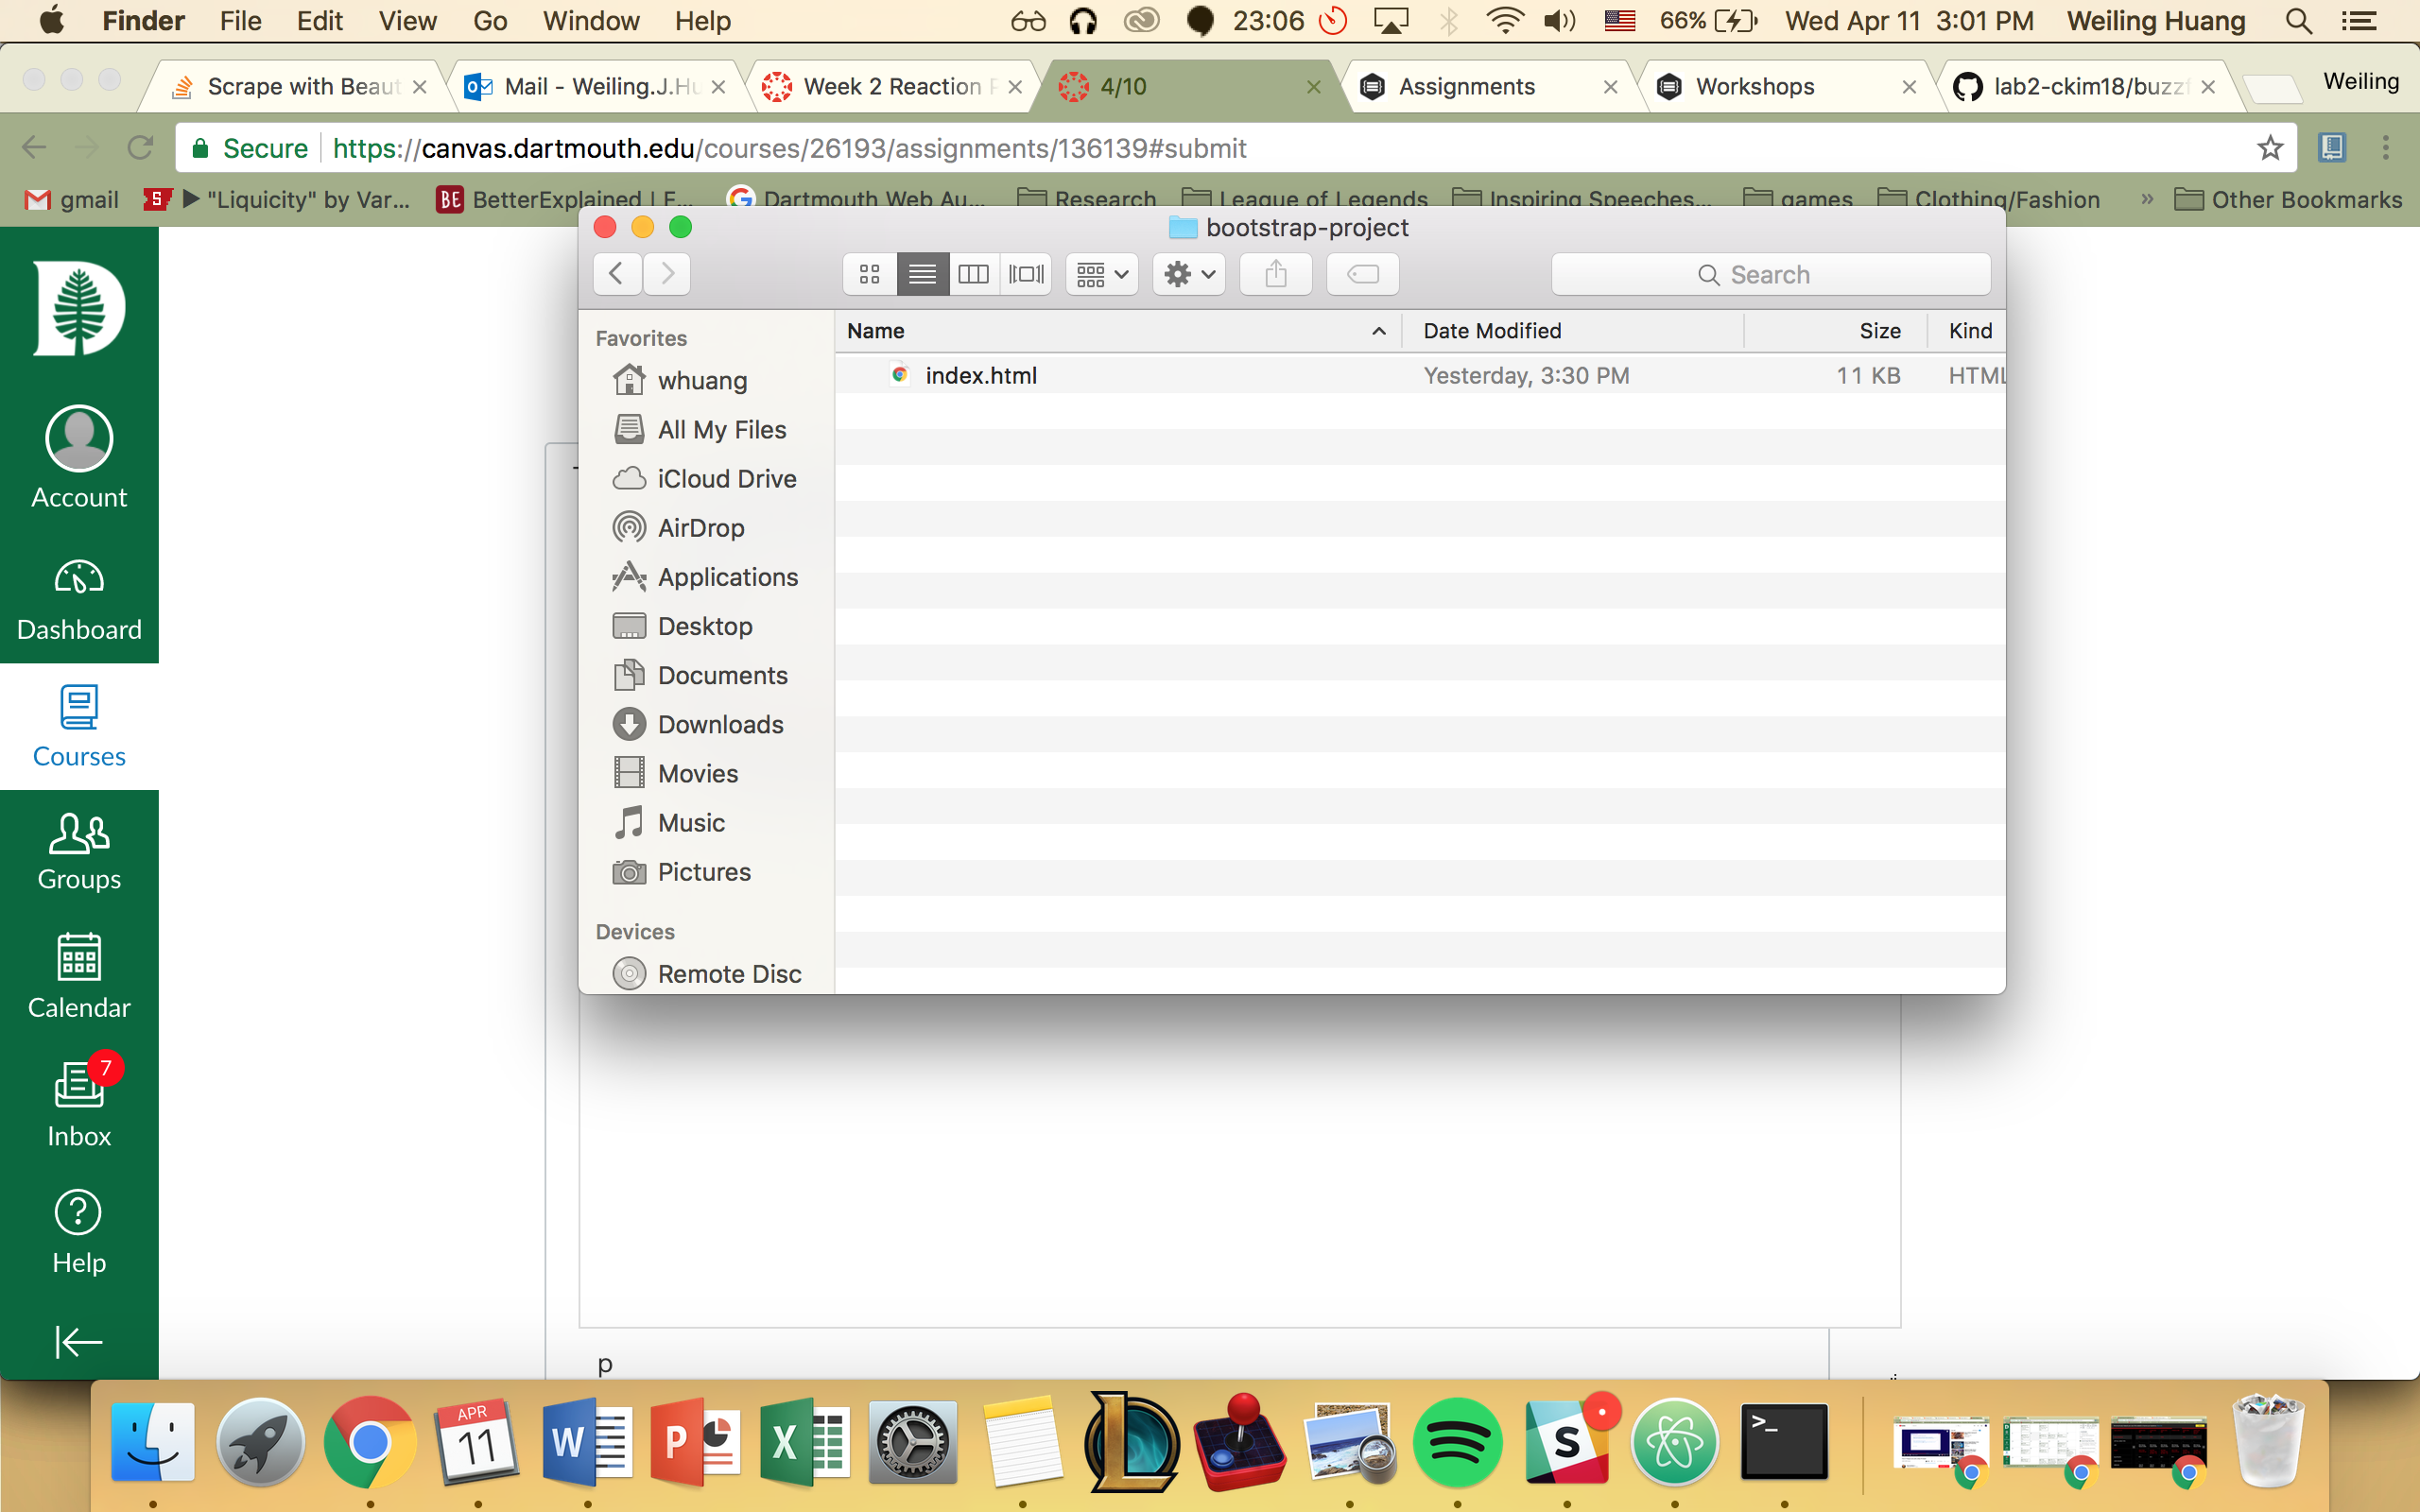 Finder File Edit View Go Window Help 23:06 66% Wed Apr 11 3:01 PM Weiling Huang
Scrape with Beaut Mail - Weiling.J.Hu Week 2 Reaction P 4/10 Assignments Workshops lab2-ckim18/buzzf Weiling
Secure https://canvas.dartmouth.edu/courses/26193/assignments/136139#submit
gmail "Liquicity" by Var... BE BetterExplained | E... Dartmouth Web Au... Research League of Legends Inspiring Speeches... games Clothing/Fashion » Other Bookmarks
bootstrap-project
Search
Favorites
whuang
All My Files
iCloud Drive
AirDrop
Applications
Desktop
Documents
Downloads
Movies
Music
Pictures
Devices
Remote Disc
Name Date Modified Size Kind
index.html Yesterday, 3:30 PM 11 KB HTML
D
Account
Dashboard
Courses
Groups
Calendar
7
Inbox
Help
p
APR
11
W
P
X
L
S
>_